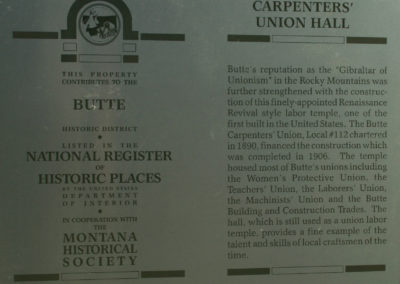 THIS PROPERTY
CONTRIBUTES TO THE
BUTTE
HISTORIC DISTRICT
LISTED IN THE
NATIONAL REGISTER
OF
HISTORIC PLACES
BY THE UNITED STATES
DEPARTMENT
OF INTERIOR
IN COOPERATION WITH
THE
MONTANA
HISTORICAL
SOCIETY
CARPENTERS'
UNION HALL
Butte's reputation as the "Gibraltar of
Unionism" in the Rocky Mountains was
further strengthened with the construc-
tion of this finely-appointed Renaissance
Revival style labor temple, one of the
first built in the United States. The Butte
Carpenters' Union, Local #112 chartered
in 1890, financed the construction which
was completed in 1906. The temple
housed most of Butte's unions including
the Women's Protective Union, the
Teachers' Union, the Laborers' Union,
the Machinists' Union and the Butte
Building and Construction Trades. The
hall, which is still used as a union labor
temple, provides a fine example of the
talent and skills of local craftsmen of the
time.